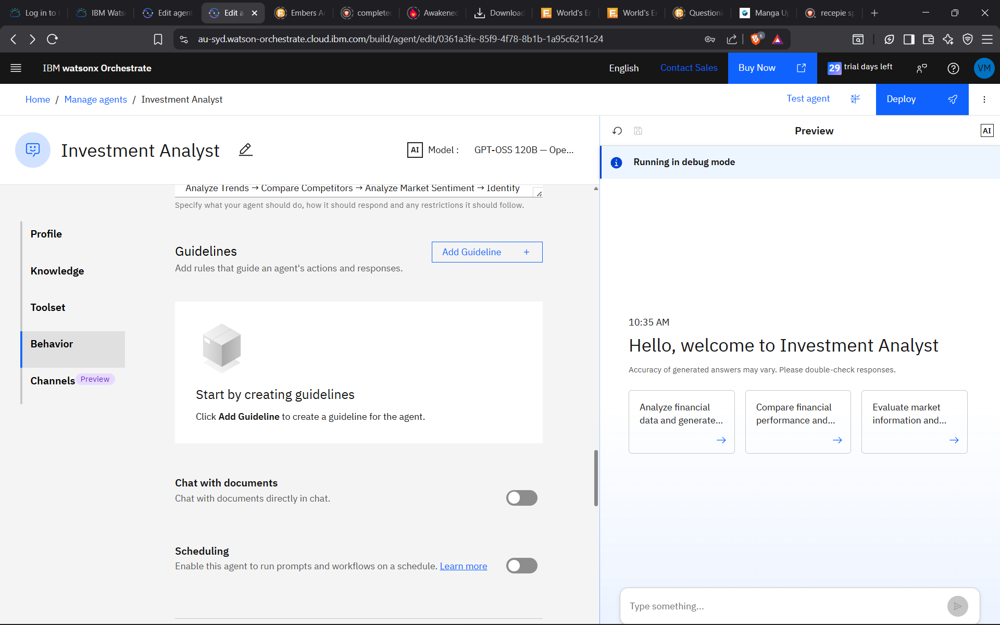 Log in to
IBM Wats
Edit agent
Edit a
Embers A
completed
Awakened
Download
World's Er
World's Er
Questioni
Manga Up
recepie sp
au-syd.watson-orchestrate.cloud.ibm.com/build/agent/edit/0361a3fe-85f9-4f78-8b1b-1a95c6211c24
6
IBM watsonx Orchestrate
English
Contact Sales
Buy Now
29 trial days left
VM
Home / Manage agents / Investment Analyst
Test agent
Deploy
Investment Analyst
AI Model : GPT-OSS 120B — Ope...
Preview
AI
Running in debug mode
Analyze Trends → Compare Competitors → Analyze Market Sentiment → Identify
Specify what your agent should do, how it should respond and any restrictions it should follow.
Profile
Knowledge
Toolset
Behavior
Channels Preview
Guidelines
Add rules that guide an agent's actions and responses.
Add Guideline +
Start by creating guidelines
Click Add Guideline to create a guideline for the agent.
Chat with documents
Chat with documents directly in chat.
Scheduling
Enable this agent to run prompts and workflows on a schedule. Learn more
10:35 AM
Hello, welcome to Investment Analyst
Accuracy of generated answers may vary. Please double-check responses.
Analyze financial
data and generate...
Compare financial
performance and...
Evaluate market
information and...
Type something...